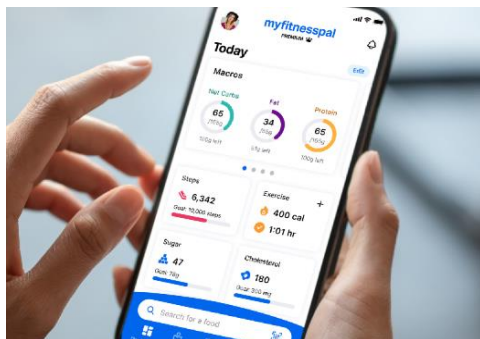 myfitnesspal
PREMIUM
Today
Edit
Macros
Net Carbs
Fat
Protein
65
34
65
Steps
6,342
Goal: 10,000 steps
Exercise
+
400 cal
1:01 hr
Sugar
47
Cholesterol
180
Search for a food